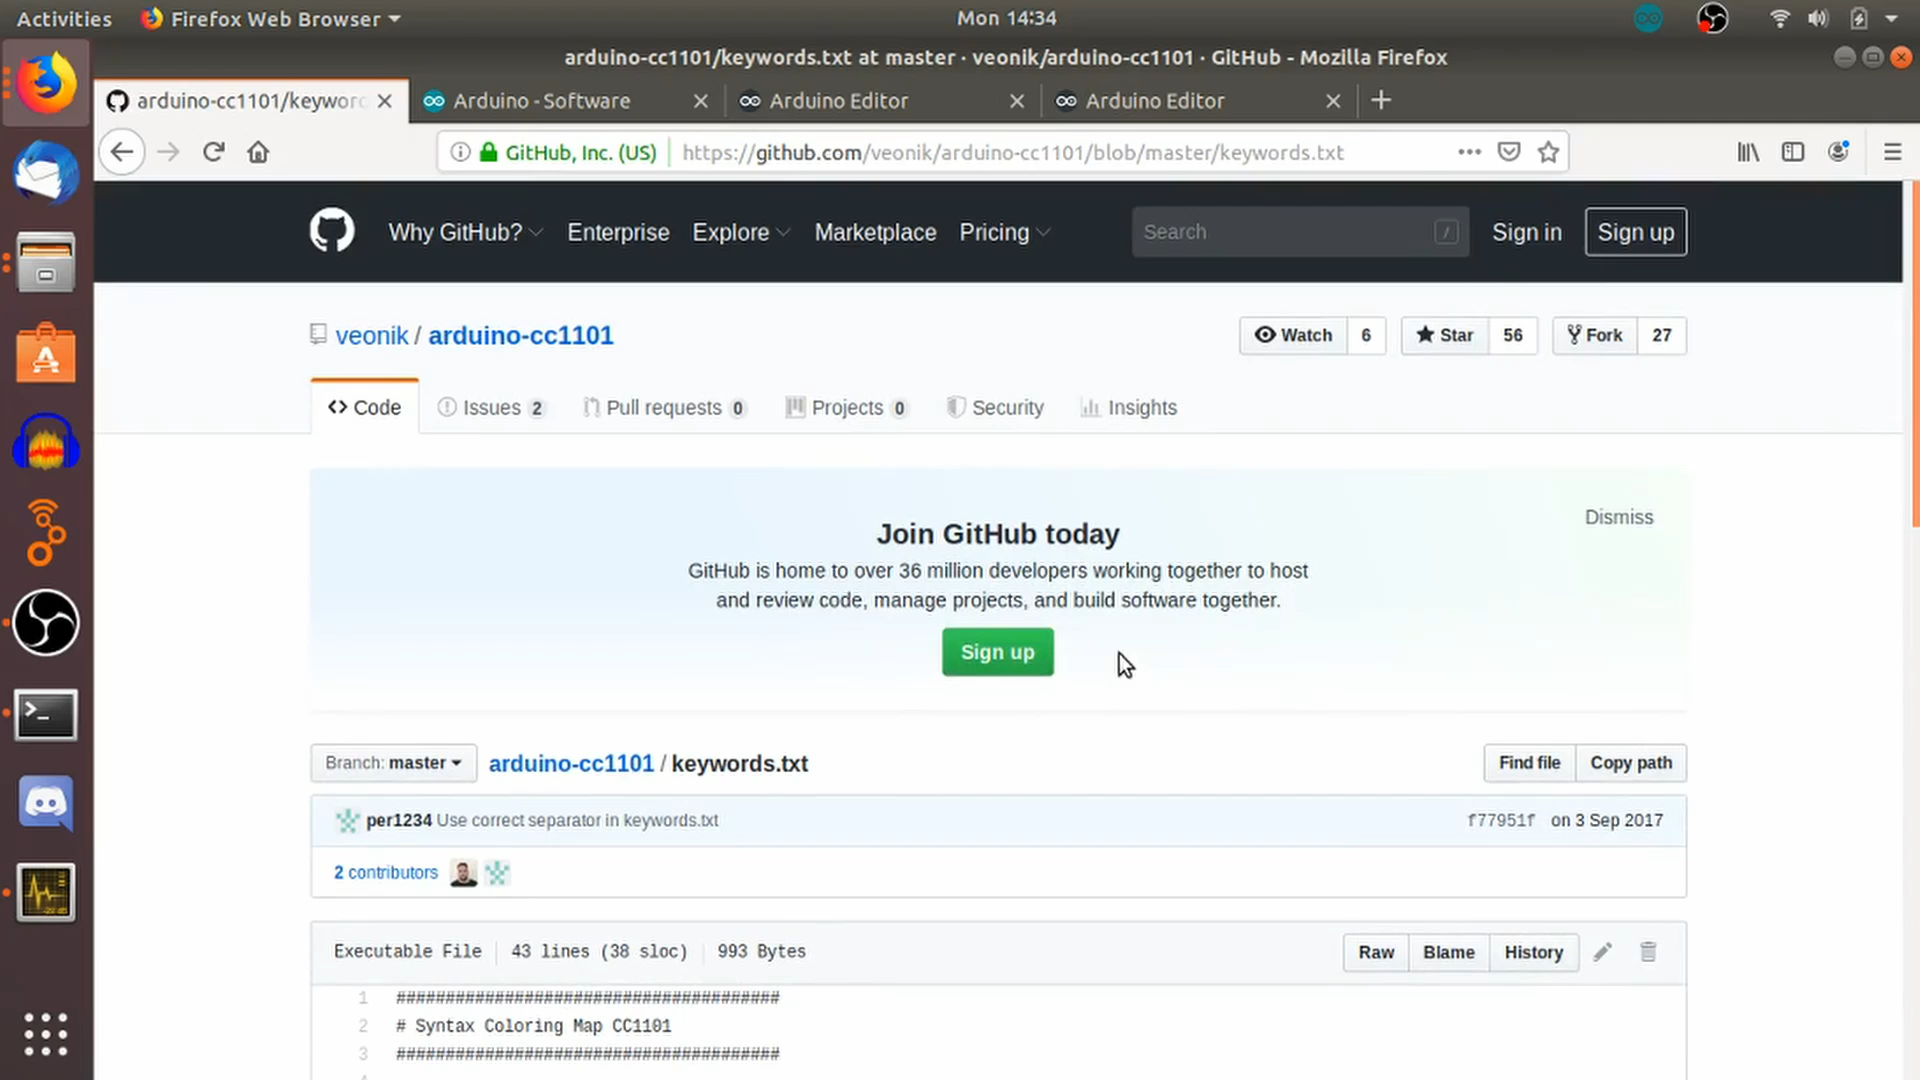 Activities Firefox Web Browser Mon 14:34
arduino-cc1101/keywords.txt at master · veonik/arduino-cc1101 · GitHub - Mozilla Firefox
arduino-cc1101/keyword Arduino - Software Arduino Editor Arduino Editor
GitHub, Inc. (US) https://github.com/veonik/arduino-cc1101/blob/master/keywords.txt
Why GitHub? Enterprise Explore Marketplace Pricing Search / Sign in Sign up
veonik / arduino-cc1101 Watch 6 Star 56 Fork 27
<> Code Issues 2 Pull requests 0 Projects 0 Security Insights
Dismiss
Join GitHub today
GitHub is home to over 36 million developers working together to host
and review code, manage projects, and build software together.
Sign up
Branch: master arduino-cc1101 / keywords.txt Find file Copy path
per1234 Use correct separator in keywords.txt f77951f on 3 Sep 2017
2 contributors
Executable File 43 lines (38 sloc) 993 Bytes Raw Blame History
1 #######################################
2 # Syntax Coloring Map CC1101
3 #######################################